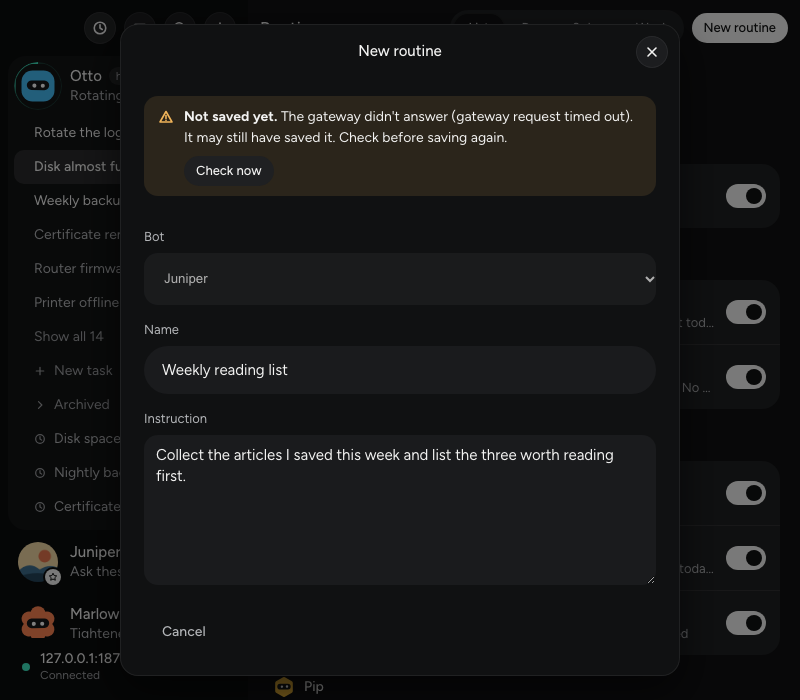 New routine
New routine
Otto
Rotating
Rotate the log
Disk almost fu
Weekly backu
Certificate ren
Router firmwa
Printer offline
Show all 14
New task
Archived
Disk space
Nightly ba
Certificate
Juniper
Ask thes
Marlow
Tightene
127.0.0.1:187
Connected
Not saved yet. The gateway didn't answer (gateway request timed out).
It may still have saved it. Check before saving again.
Check now
Bot
Juniper
Name
Weekly reading list
Instruction
Collect the articles I saved this week and list the three worth reading
first.
Cancel
t tod...
No ...
toda...
d
Pip